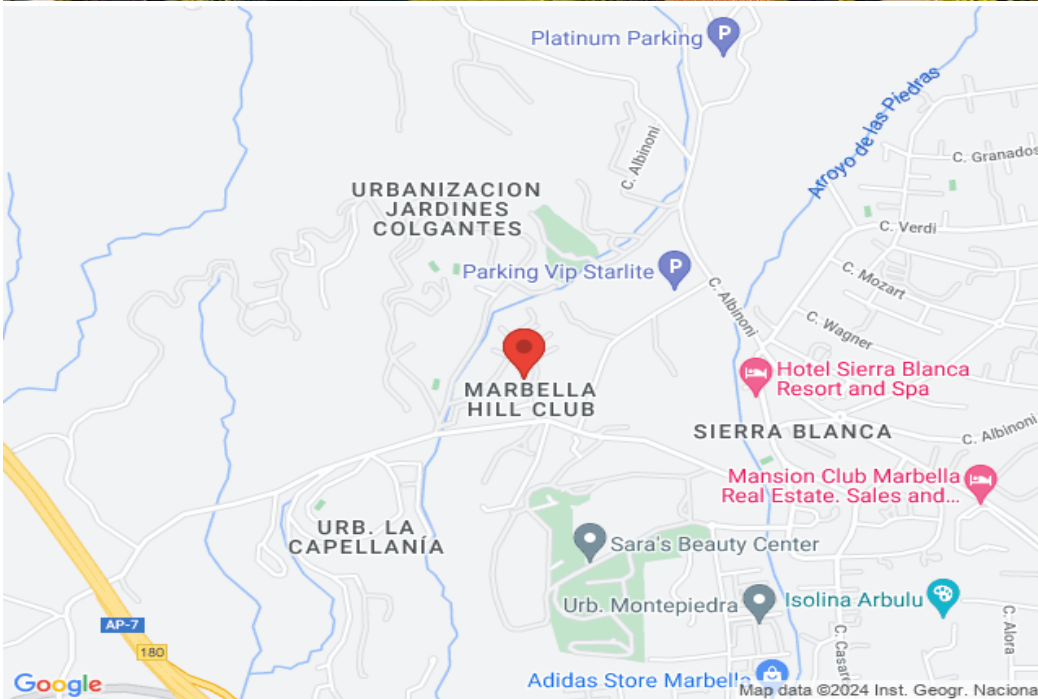 Platinum Parking
P
Arroyo de las Piedras
C. Albinoni
C. Granados
URBANIZACION
JARDINES
COLGANTES
C. Verdi
Parking Vip Starlite
P
C. Mozart
C. Albinoni
C. Wagner
MARBELLA
HILL CLUB
Hotel Sierra Blanca
Resort and Spa
SIERRA BLANCA
C. Albinoni
Mansion Club Marbella
Real Estate. Sales and...
URB. LA
CAPELLANÍA
Sara's Beauty Center
Urb. Montepiedra
Isolina Arbulu
AP-7
180
C. Casare
C. Alora
Google
Adidas Store Marbella
Map data ©2024 Inst. Geogr. Naciona